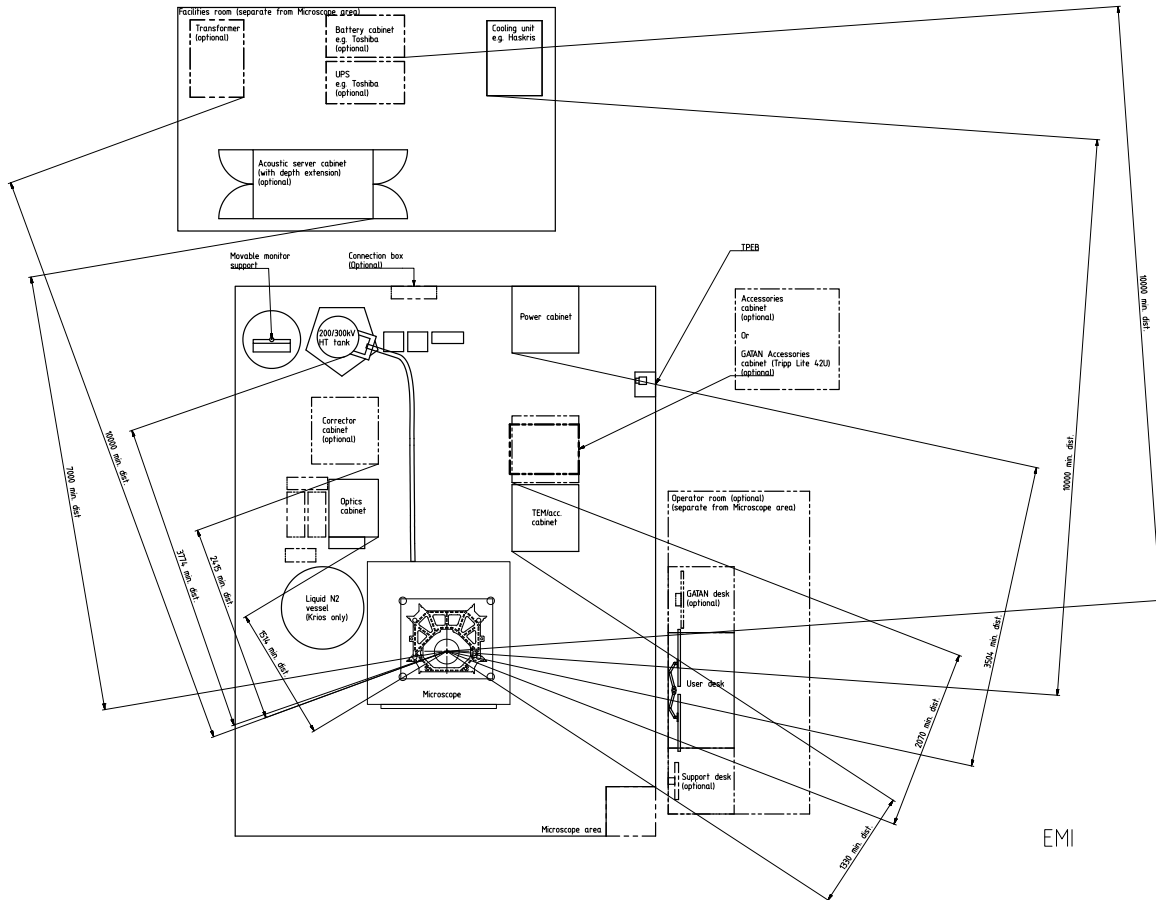 Facilities room (separate from Microscope area)
Transformer
(optional)
Battery cabinet
e.g. Toshiba
(optional)
UPS
e.g. Toshiba
(optional)
Cooling unit
e.g. Haskris
Acoustic server cabinet
(with depth extension)
(optional)
Movable monitor
support
Connection box
(Optional)
TPEB
200/300kV
HT tank
Power cabinet
Accessories
cabinet
(optional)
Or
GATAN Accessories
cabinet (Tripp Lite 42U)
(optional)
Corrector
cabinet
(optional)
Optics
cabinet
TEM/acc.
cabinet
Operator room (optional)
(separate from Microscope area)
Liquid N2
vessel
(Krios only)
GATAN desk
(optional)
User desk
Support desk
(optional)
Microscope
Microscope area
7000 min. dist
10000 min. dist.
3774 min. dist.
2415 min. dist.
1514 min. dist.
10000 min. dist.
10000 min. dist.
3504 min. dist.
2070 min. dist.
1330 min. dist.
EMI